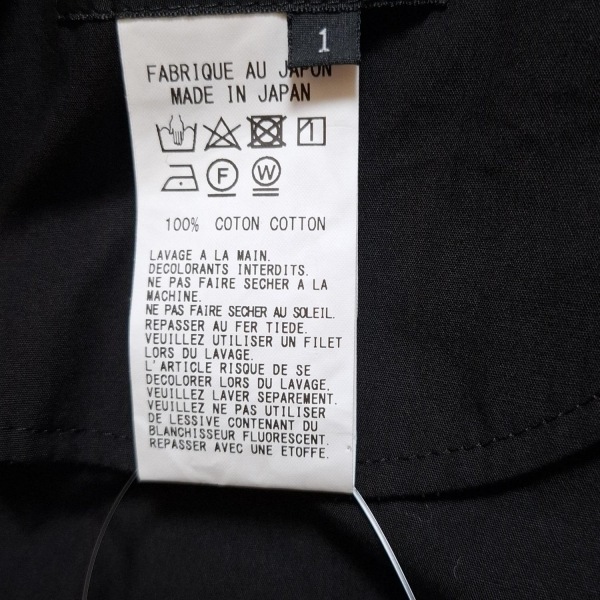 1
FABRIQUE AU JAPON
MADE IN JAPAN
F
W
100% COTON COTTON
LAVAGE A LA MAIN.
DECOLORANTS INTERDITS.
NE PAS FAIRE SECHER A LA
MACHINE.
NE PAS FAIRE SECHER AU SOLEIL.
REPASSER AU FER TIEDE.
VEUILLEZ UTILISER UN FILET
LORS DU LAVAGE.
L'ARTICLE RISQUE DE SE
DECOLORER LORS DU LAVAGE.
VEUILLEZ LAVER SEPAREMENT.
VEUILLEZ NE PAS UTILISER
DE LESSIVE CONTENANT DU
BLANCHISSEUR FLUORESCENT.
REPASSER AVEC UNE ETOFFE.